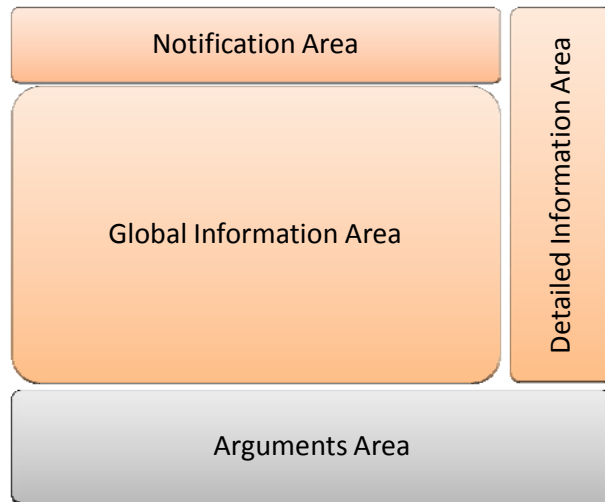 Notification Area
Global Information Area
Detailed Information Area
Arguments Area